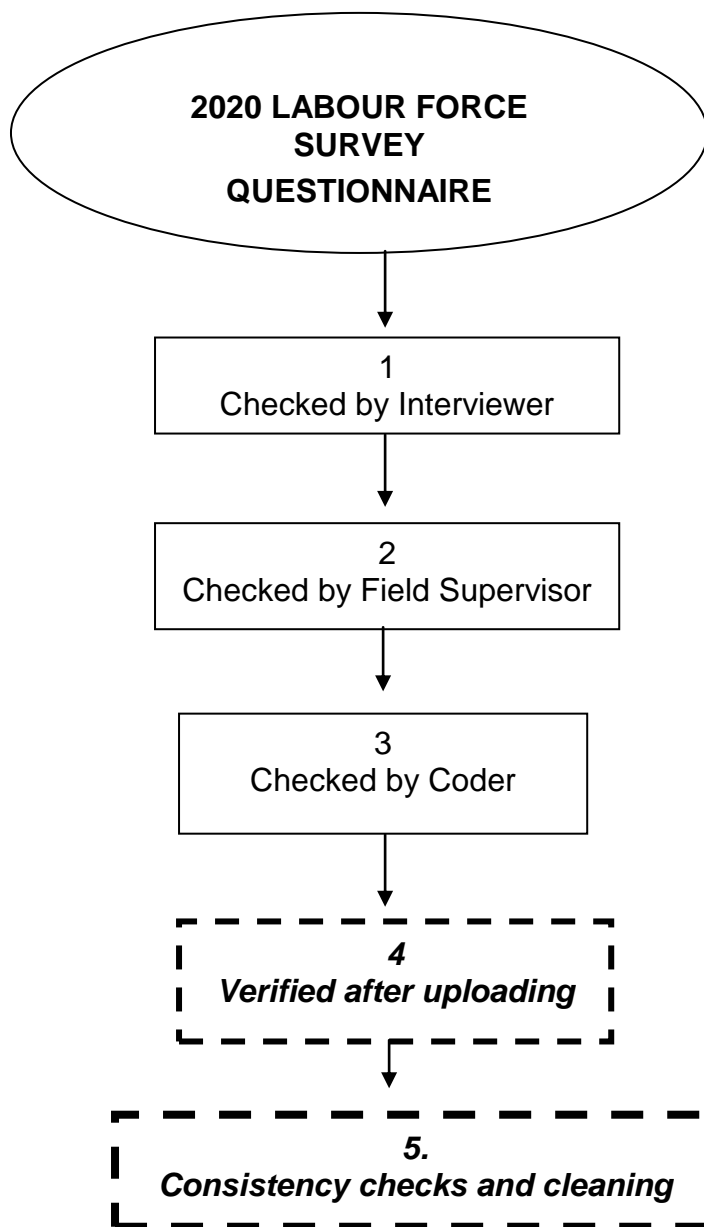 2020 LABOUR FORCE
SURVEY
QUESTIONNAIRE
1
Checked by Interviewer
2
Checked by Field Supervisor
3
Checked by Coder
4
Verified after uploading
5.
Consistency checks and cleaning